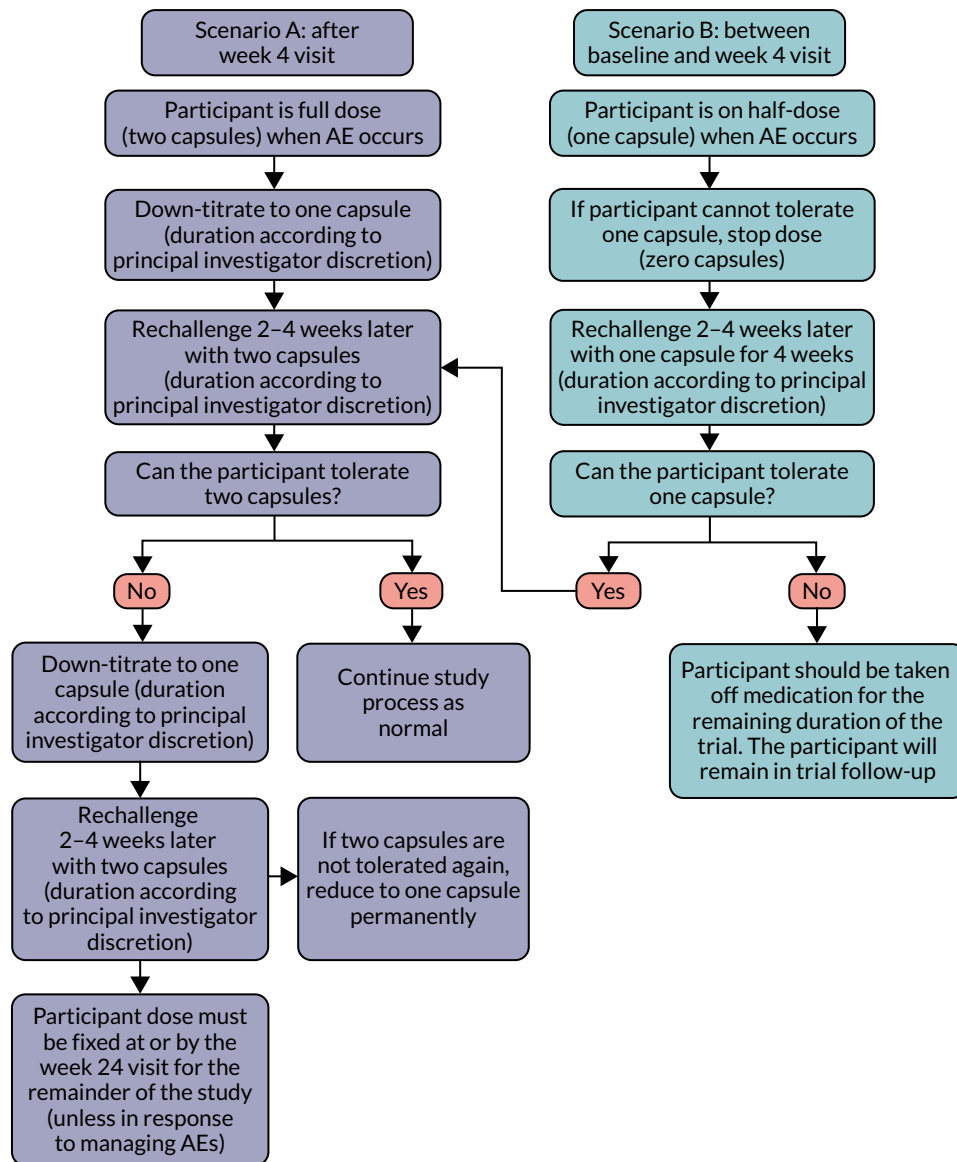 Scenario A: after
week 4 visit
Participant is full dose
(two capsules) when AE occurs
Down-titrate to one capsule
(duration according to
principal investigator discretion)
Rechallenge 2–4 weeks later
with two capsules
(duration according to
principal investigator discretion)
Can the participant tolerate
two capsules?
No
Yes
Down-titrate to one
capsule (duration
according to principal
investigator discretion)
Continue study
process as
normal
Rechallenge
2–4 weeks later
with two capsules
(duration according
to principal investigator
discretion)
If two capsules are
not tolerated again,
reduce to one capsule
permanently
Participant dose must
be fixed at or by the
week 24 visit for the
remainder of the study
(unless in response
to managing AEs)
Scenario B: between
baseline and week 4 visit
Participant is on half-dose
(one capsule) when AE occurs
If participant cannot tolerate
one capsule, stop dose
(zero capsules)
Rechallenge 2–4 weeks later
with one capsule for 4 weeks
(duration according to principal
investigator discretion)
Can the participant tolerate
one capsule?
Yes
No
Participant should be taken
off medication for the
remaining duration of the
trial. The participant will
remain in trial follow-up